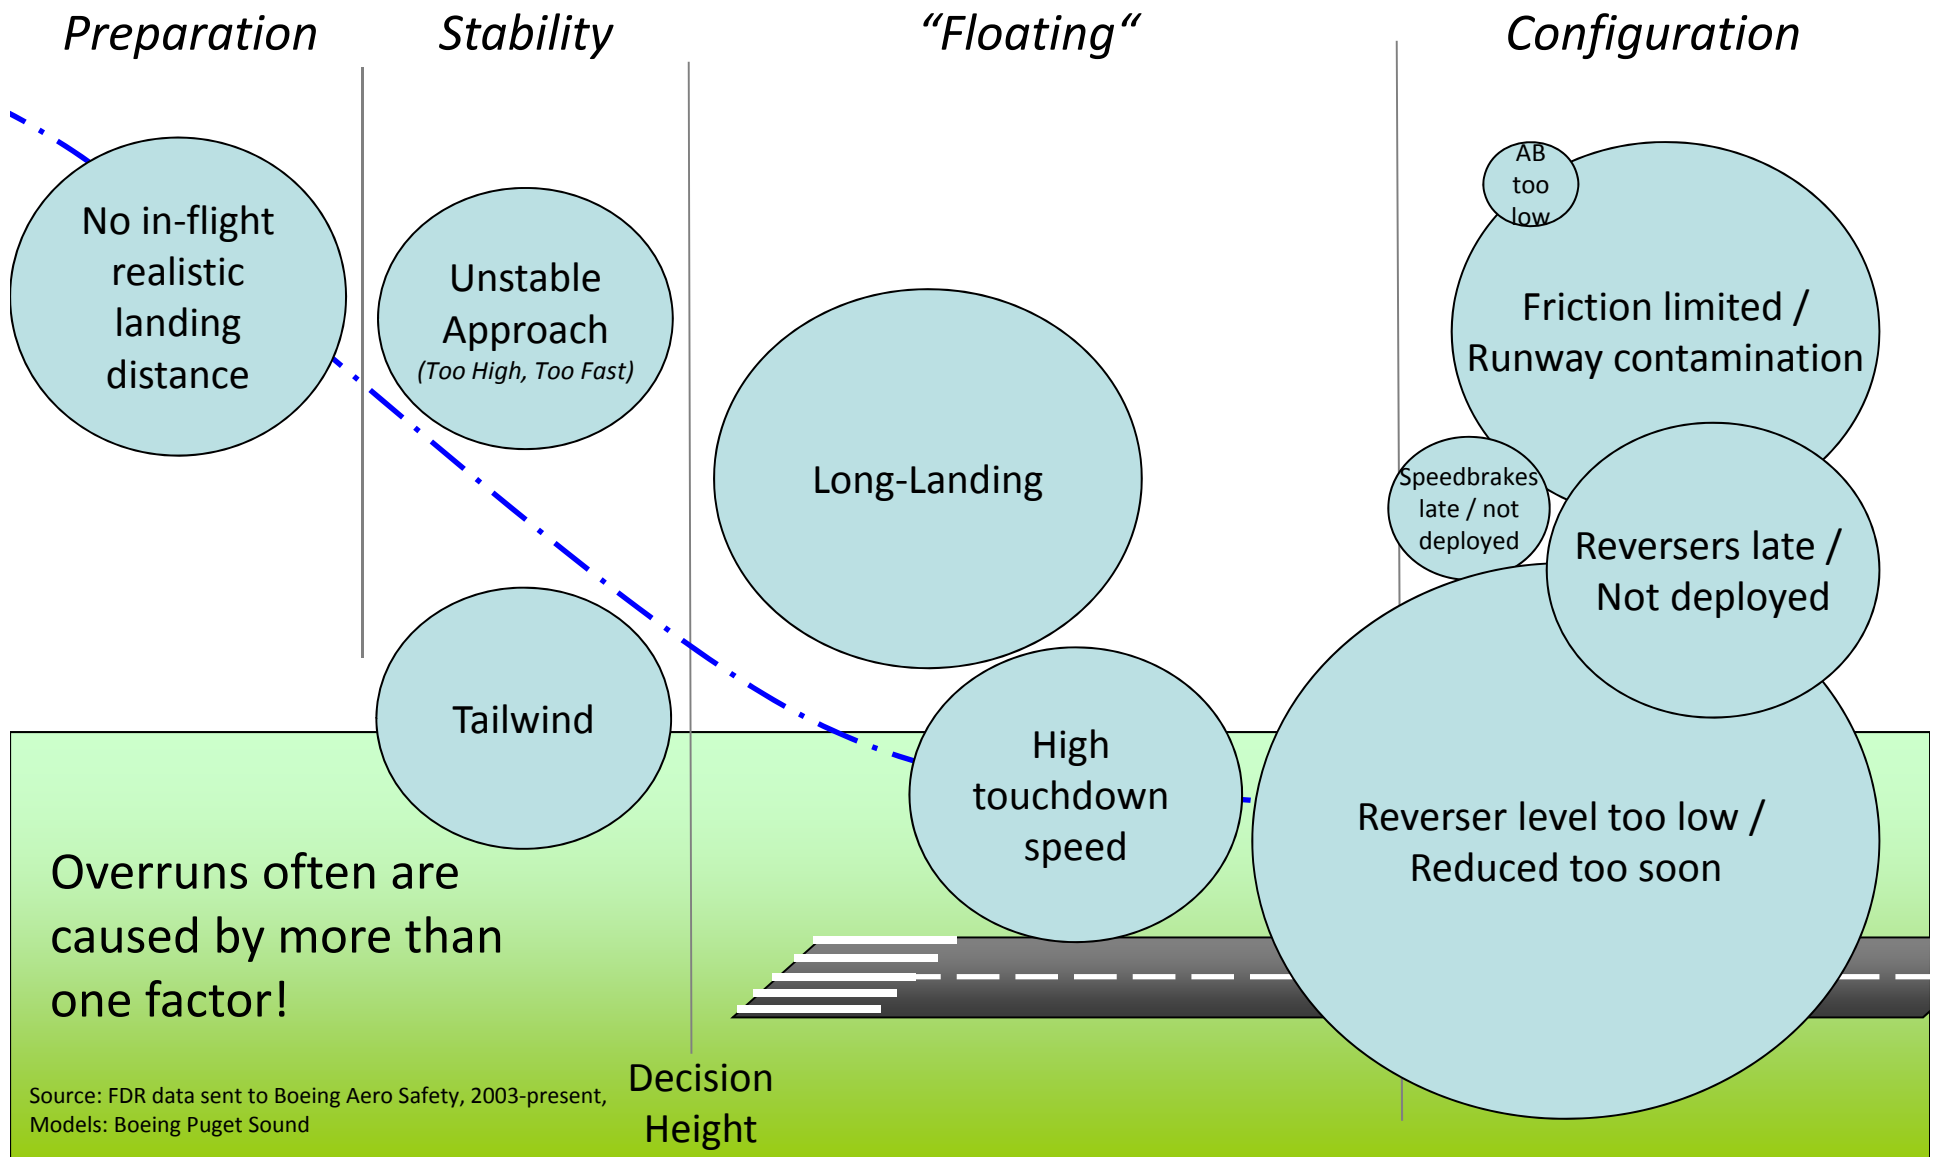 Preparation
Stability
“Floating“
Configuration
No in-flight
realistic
landing
distance
Unstable
Approach
(Too High, Too Fast)
Tailwind
Long-Landing
High
touchdown
speed
AB
too
low
Friction limited /
Runway contamination
Speedbrakes
late / not
deployed
Reversers late /
Not deployed
Reverser level too low /
Reduced too soon
Overruns often are
caused by more than
one factor!
Source: FDR data sent to Boeing Aero Safety, 2003-present,
Models: Boeing Puget Sound
Decision
Height